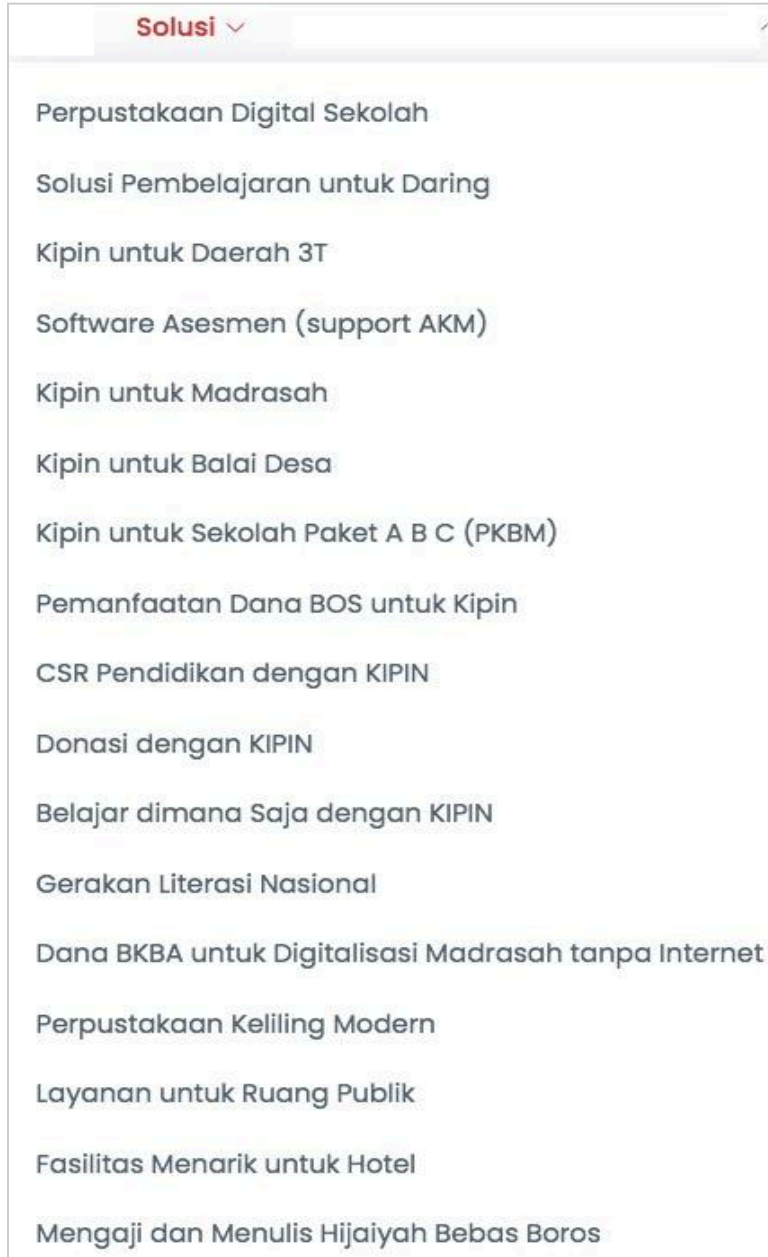 Solusi
Perpustakaan Digital Sekolah
Solusi Pembelajaran untuk Daring
Kipin untuk Daerah 3T
Software Asesmen (support AKM)
Kipin untuk Madrasah
Kipin untuk Balai Desa
Kipin untuk Sekolah Paket A B C (PKBM)
Pemanfaatan Dana BOS untuk Kipin
CSR Pendidikan dengan KIPIN
Donasi dengan KIPIN
Belajar dimana Saja dengan KIPIN
Gerakan Literasi Nasional
Dana BKBA untuk Digitalisasi Madrasah tanpa Internet
Perpustakaan Keliling Modern
Layanan untuk Ruang Publik
Fasilitas Menarik untuk Hotel
Mengaji dan Menulis Hijaiyah Bebas Boros